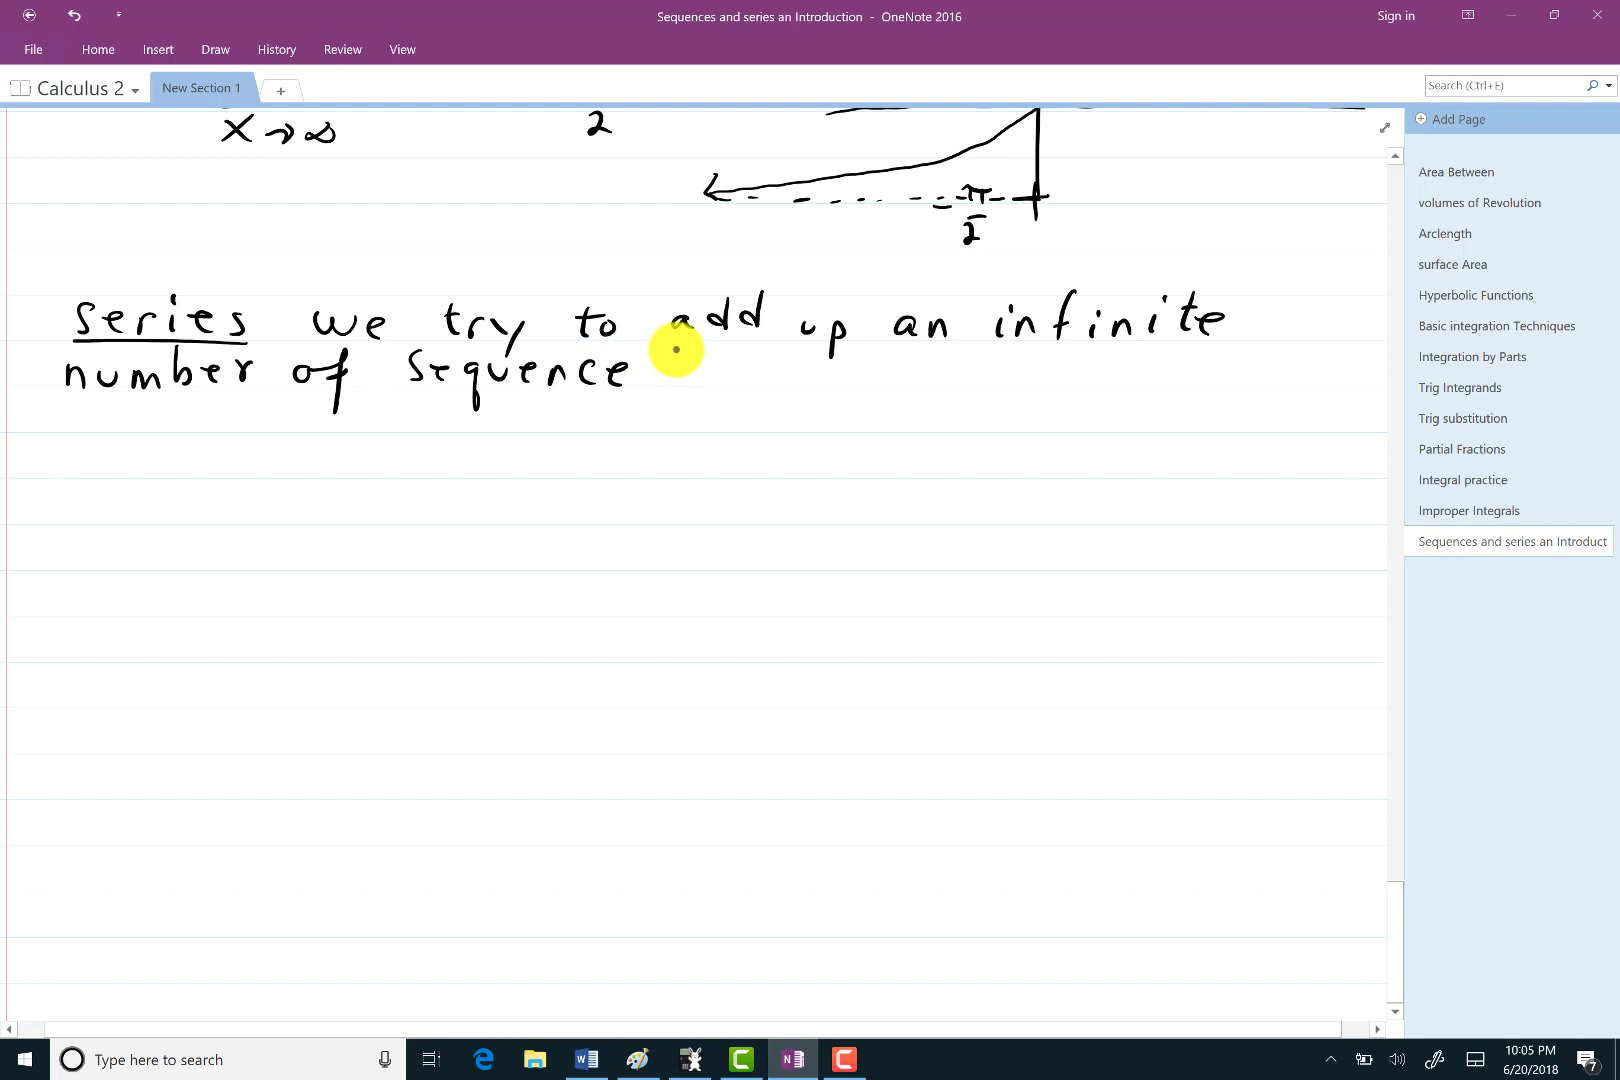 Sequences and series an Introduction - OneNote 2016
Sign in
File Home Insert Draw History Review View
Calculus 2
New Section 1
+
Search (Ctrl+E)
Add Page
Area Between
volumes of Revolution
Arclength
surface Area
Hyperbolic Functions
Basic integration Techniques
Integration by Parts
Trig Integrands
Trig substitution
Partial Fractions
Integral practice
Improper Integrals
Sequences and series an Introduct
x → ∞
2
-π
2
series we try to add up an infinite
number of sequence
Type here to search
10:05 PM
6/20/2018
7